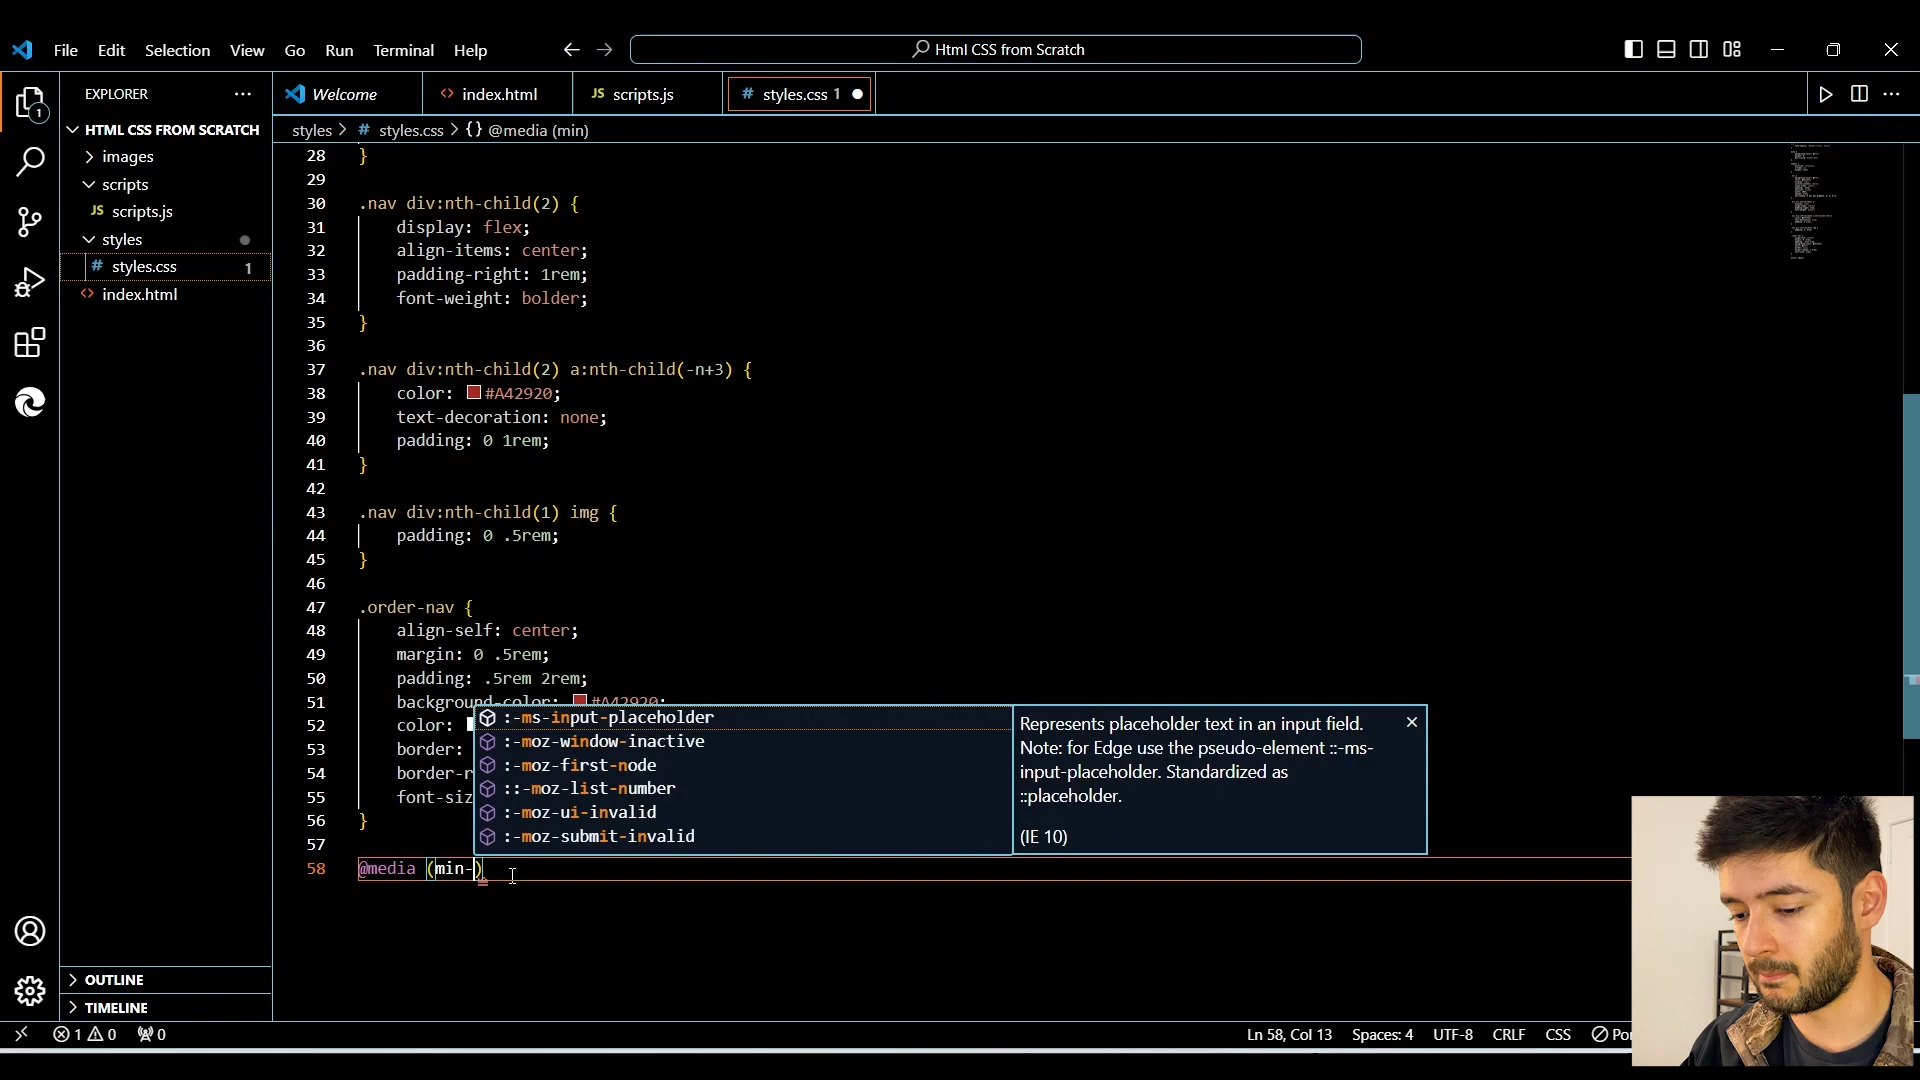 File Edit Selection View Go Run Terminal Help
Html CSS from Scratch
EXPLORER
Welcome
index.html
scripts.js
styles.css 1
HTML CSS FROM SCRATCH
images
scripts
JS scripts.js
styles
# styles.css 1
index.html
OUTLINE
TIMELINE
styles > # styles.css > {} @media (min)
28 }
29
30 .nav div:nth-child(2) {
31 display: flex;
32 align-items: center;
33 padding-right: 1rem;
34 font-weight: bolder;
35 }
36
37 .nav div:nth-child(2) a:nth-child(-n+3) {
38 color: #A42920;
39 text-decoration: none;
40 padding: 0 1rem;
41 }
42
43 .nav div:nth-child(1) img {
44 padding: 0 .5rem;
45 }
46
47 .order-nav {
48 align-self: center;
49 margin: 0 .5rem;
50 padding: .5rem 2rem;
51 background-color: #A42920;
52 color:
53 border:
54 border-r
55 font-siz
56 }
57
58 @media (min-)
:-ms-input-placeholder
:-moz-window-inactive
:-moz-first-node
::-moz-list-number
:-moz-ui-invalid
:-moz-submit-invalid
Represents placeholder text in an input field.
Note: for Edge use the pseudo-element ::-ms-
input-placeholder. Standardized as
::placeholder.
(IE 10)
1 0 0
Ln 58, Col 13 Spaces: 4 UTF-8 CRLF CSS Por